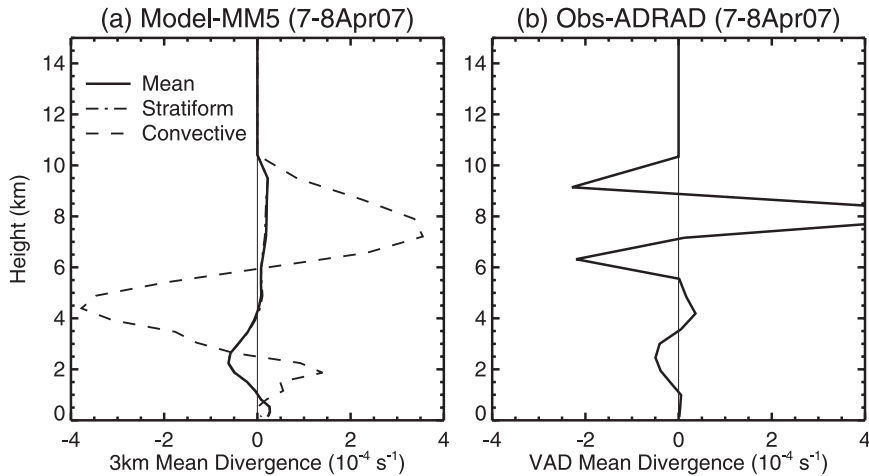 (a) Model-MM5 (7-8Apr07)
(b) Obs-ADRAD (7-8Apr07)
Height (km)
14
12
10
8
6
4
2
0
Mean
Stratiform
Convective
-4 -2 0 2 4
3km Mean Divergence (10⁻⁴ s⁻¹)
14
12
10
8
6
4
2
0
-4 -2 0 2 4
VAD Mean Divergence (10⁻⁴ s⁻¹)